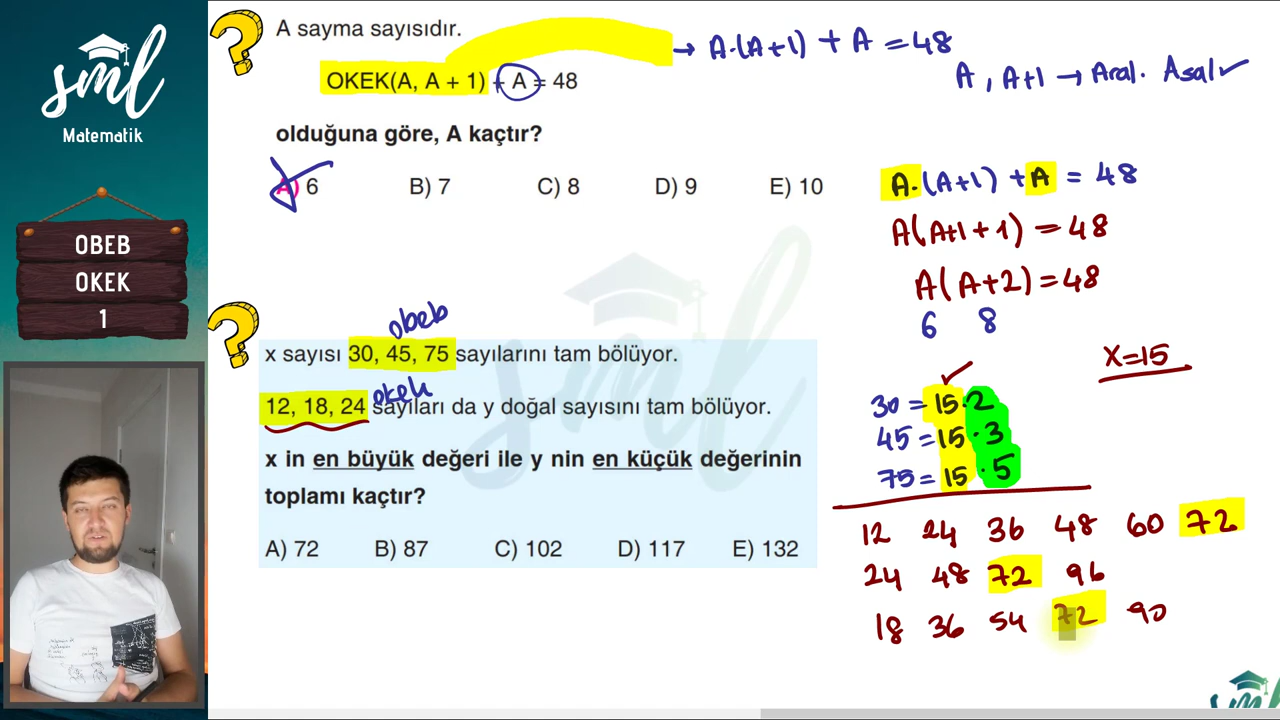 sml
Matematik
OBEB
OKEK
1
A sayma sayısıdır.
OKEK(A, A + 1) + A = 48
olduğuna göre, A kaçtır?
A) 6 B) 7 C) 8 D) 9 E) 10
→ A.(A+1) + A = 48
A, A+1 → Aral. Asal ✓
A.(A+1) + A = 48
A(A+1+1) = 48
A(A+2) = 48
6 8
obeb
x sayısı 30, 45, 75 sayılarını tam bölüyor.
okek
12, 18, 24 sayıları da y doğal sayısını tam bölüyor.
x in en büyük değeri ile y nin en küçük değerinin
toplamı kaçtır?
A) 72 B) 87 C) 102 D) 117 E) 132
x=15
30 = 15.2
45 = 15.3
75 = 15.5
12 24 36 48 60 72
24 48 72 96
18 36 54 72 90
sml